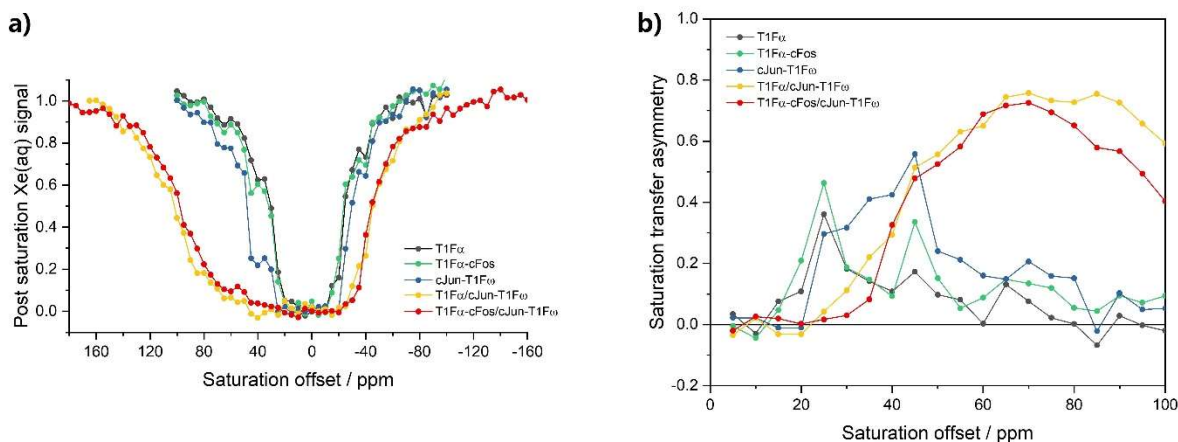 a)
Post saturation Xe(aq) signal
1.0
0.8
0.6
0.4
0.2
0.0
160 120 80 40 0 -40 -80 -120 -160
Saturation offset / ppm
T1Fα
T1Fα-cFos
cJun-T1Fω
T1Fα/cJun-T1Fω
T1Fα-cFos/cJun-T1Fω
b)
Saturation transfer asymmetry
1.0
0.8
0.6
0.4
0.2
0.0
-0.2
0 20 40 60 80 100
Saturation offset / ppm
T1Fα
T1Fα-cFos
cJun-T1Fω
T1Fα/cJun-T1Fω
T1Fα-cFos/cJun-T1Fω